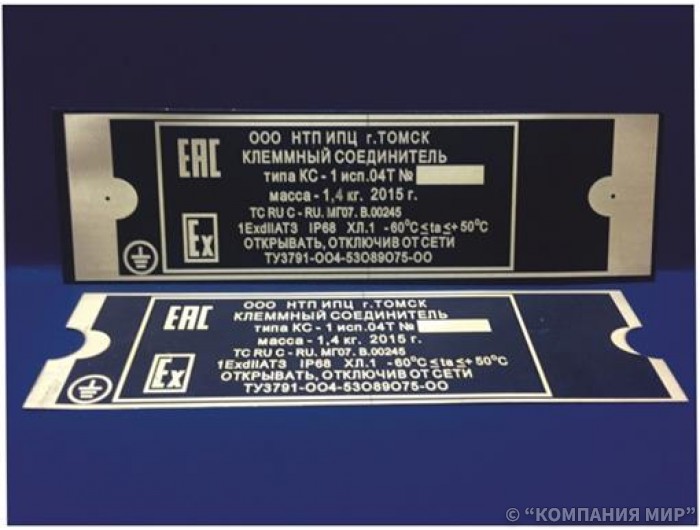 ООО НТП ИПЦ г.ТОМСК
EAC
КЛЕММНЫЙ СОЕДИНИТЕЛЬ
типа КС - 1 исп.04Т №
масса - 1,4 кг. 2015 г.
ТС RU C - RU. МГ07. В.00245
Ex
1ExdIIAT3 IP68 ХЛ.1 -60°C≤ta≤+50°C
ОТКРЫВАТЬ, ОТКЛЮЧИВ ОТ СЕТИ
ТУ3791-004-53089075-00
ООО НТП ИПЦ г.ТОМСК
EAC
КЛЕММНЫЙ СОЕДИНИТЕЛЬ
типа КС - 1 исп.04Т №
масса - 1,4 кг. 2015 г.
ТС RU C - RU. МГ07. В.00245
Ex
1ExdIIAT3 IP68 ХЛ.1 -60°C≤ta≤+50°C
ОТКРЫВАТЬ, ОТКЛЮЧИВ ОТ СЕТИ
ТУ3791-004-53089075-00
© “КОМПАНИЯ МИР”